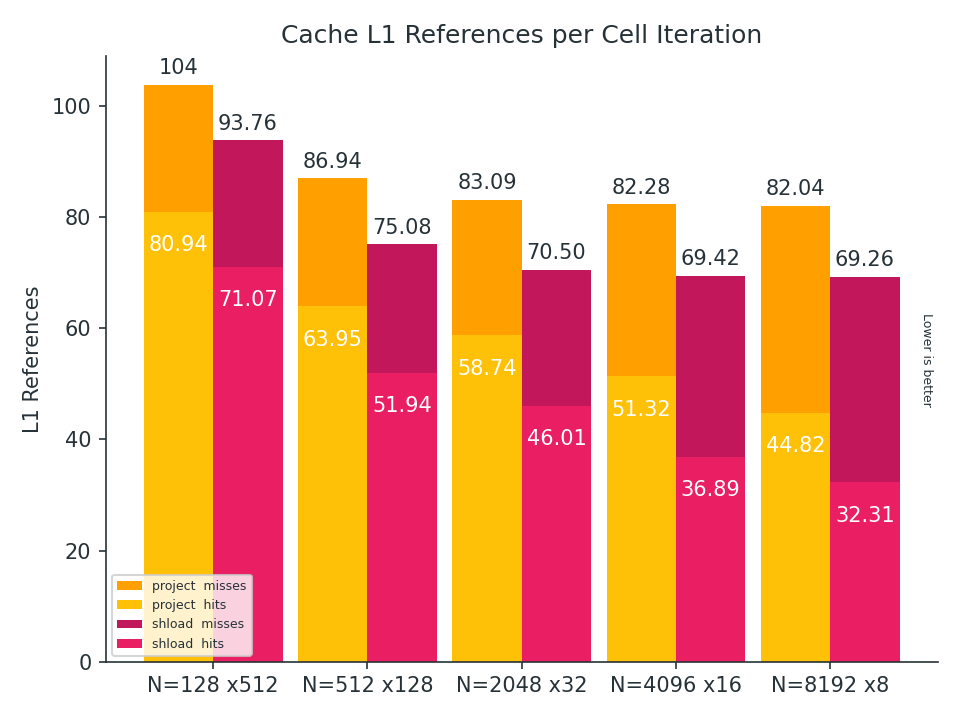 Cache L1 References per Cell Iteration
104
93.76
86.94
75.08
83.09
70.50
82.28
69.42
82.04
69.26
80.94
71.07
63.95
51.94
58.74
46.01
51.32
36.89
44.82
32.31
L1 References
100
80
60
40
20
0
Lower is better
project  misses
project  hits
shload  misses
shload  hits
N=128 x512
N=512 x128
N=2048 x32
N=4096 x16
N=8192 x8